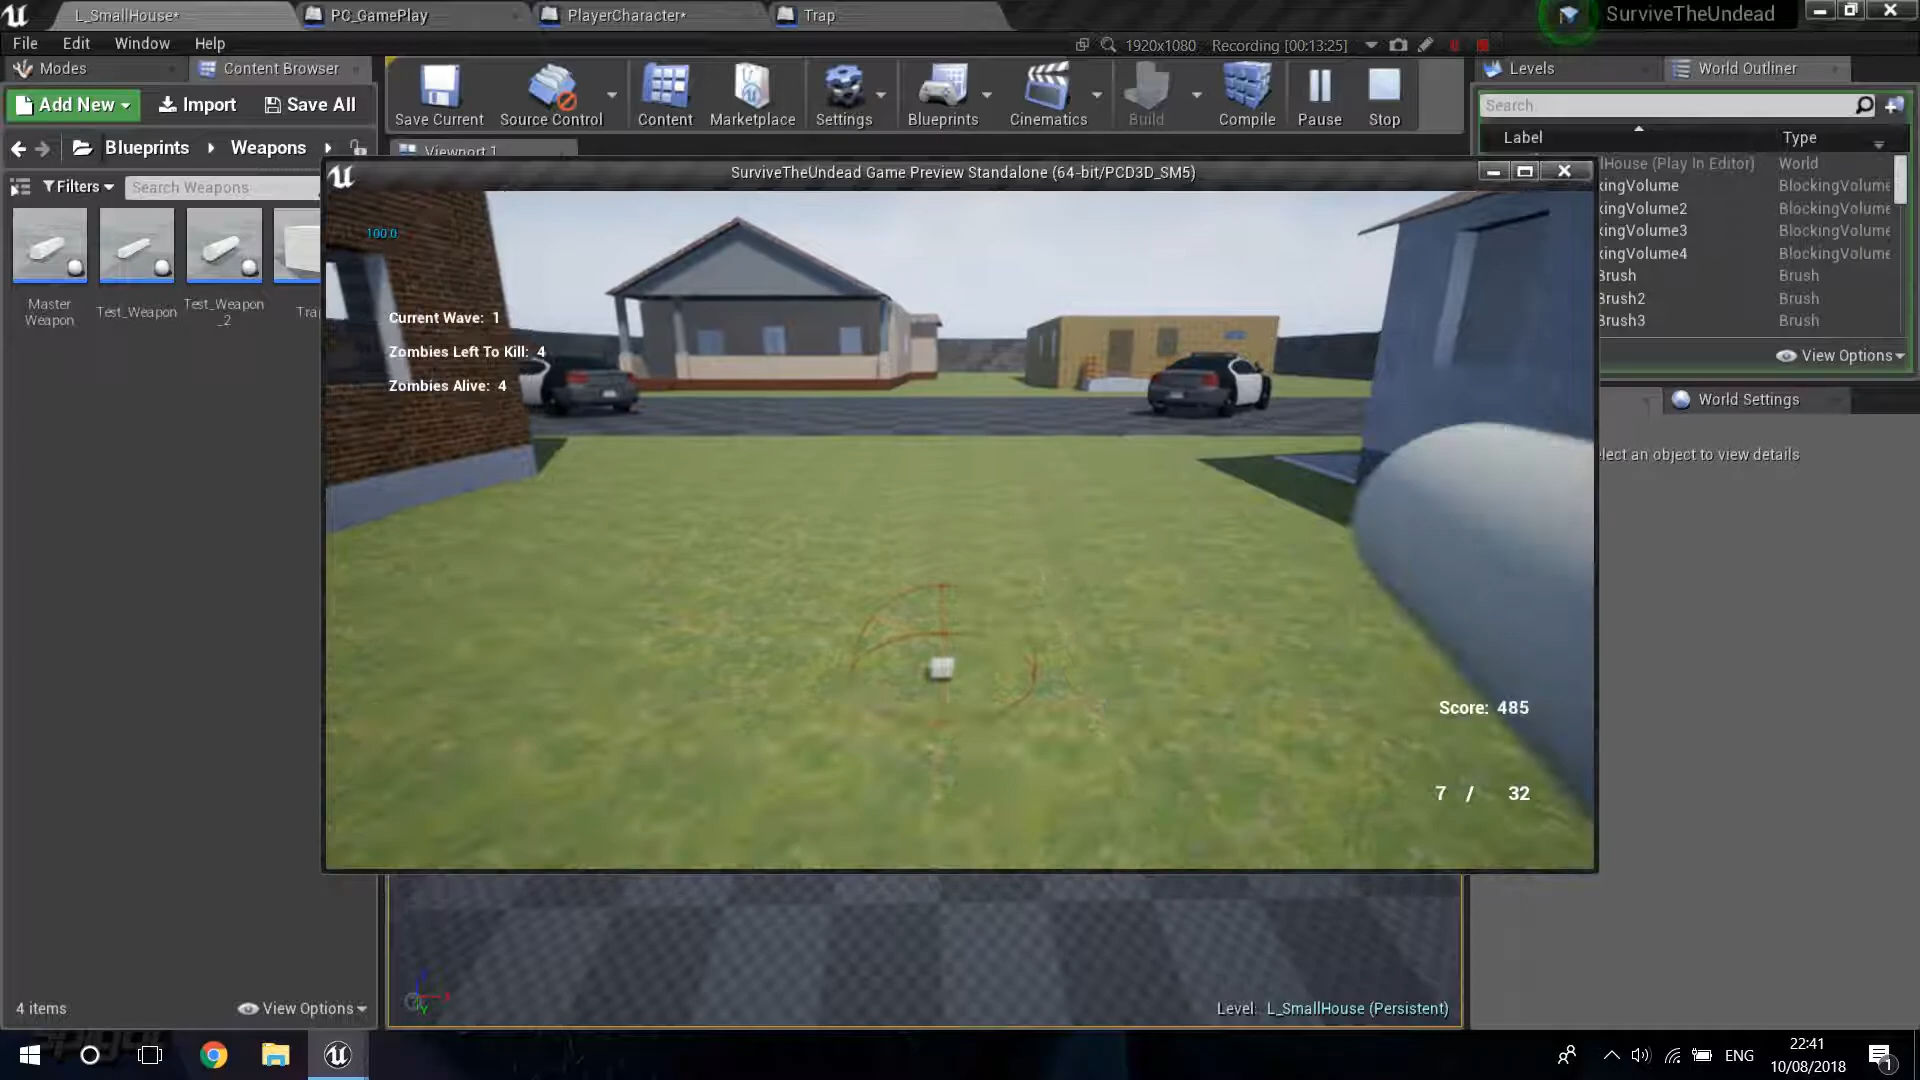 L_SmallHouse*
PC_GamePlay
PlayerCharacter*
Trap
SurviveTheUndead
File Edit Window Help
1920x1080 Recording [00:13:25]
Modes
Content Browser
Levels
World Outliner
Add New
Import
Save All
Save Current
Source Control
Content
Marketplace
Settings
Blueprints
Cinematics
Build
Compile
Pause
Stop
Search
Label
Type
Blueprints
Weapons
Viewport 1
lHouse (Play In Editor) World
SurviveTheUndead Game Preview Standalone (64-bit/PCD3D_SM5)
kingVolume BlockingVolume
Filters
Search Weapons
kingVolume2 BlockingVolume
kingVolume3 BlockingVolume
kingVolume4 BlockingVolume
Brush Brush
Brush2 Brush
Brush3 Brush
View Options
100.0
Master
Weapon
Test_Weapon
Test_Weapon
_2
Tra
Current Wave: 1
Zombies Left To Kill: 4
Zombies Alive: 4
World Settings
elect an object to view details
Score: 485
7 / 32
4 items
View Options
Level: L_SmallHouse (Persistent)
ENG
22:41
10/08/2018
1